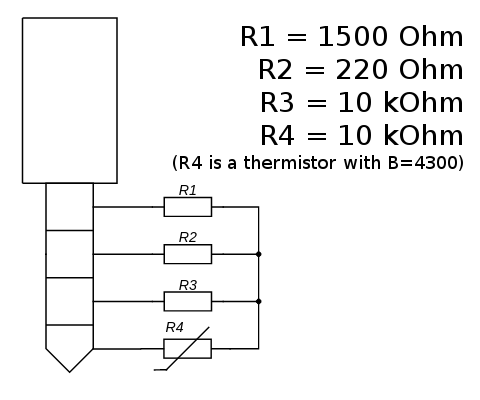 R1 = 1500 Ohm
R2 = 220 Ohm
R3 = 10 kOhm
R4 = 10 kOhm
(R4 is a thermistor with B=4300)
R1
R2
R3
R4